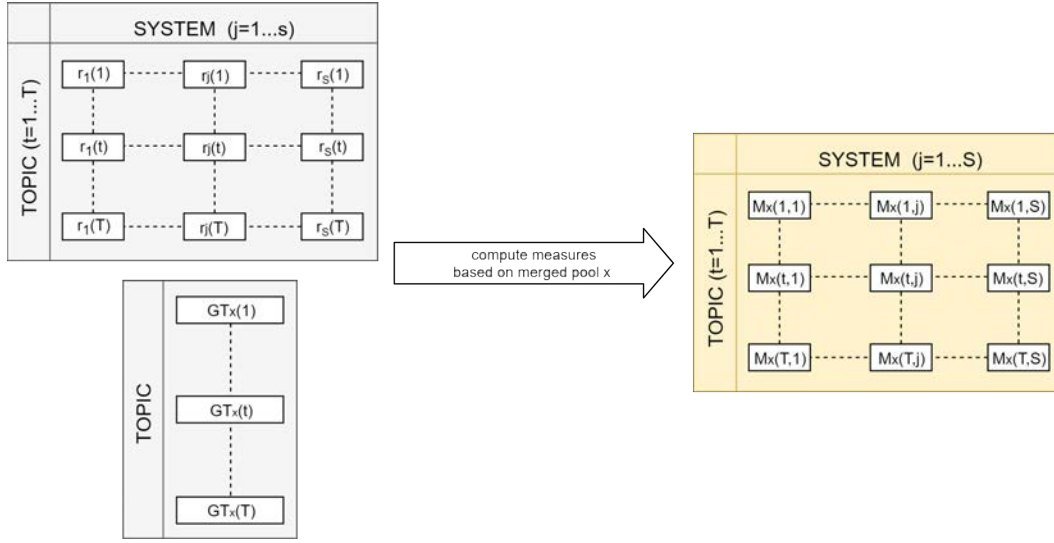 SYSTEM (j=1...s)
TOPIC (t=1...T)
r₁(1) rⱼ(1) rₛ(1)
r₁(t) rⱼ(t) rₛ(t)
r₁(T) rⱼ(T) rₛ(T)
TOPIC
GTₓ(1)
GTₓ(t)
GTₓ(T)
compute measures
based on merged pool x
SYSTEM (j=1...S)
TOPIC (t=1...T)
Mₓ(1,1) Mₓ(1,j) Mₓ(1,S)
Mₓ(t,1) Mₓ(t,j) Mₓ(t,S)
Mₓ(T,1) Mₓ(T,j) Mₓ(T,S)